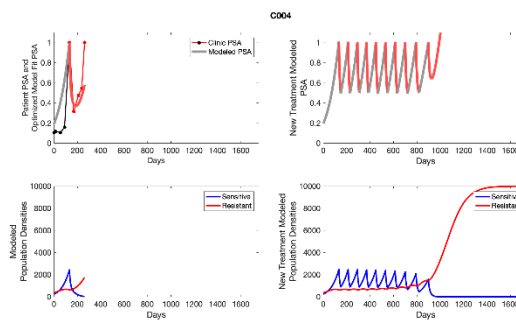 C004
Patient PSA and
Optimized Model Fit PSA
1
0.8
0.6
0.4
0.2
0
0 200 400 600 800 1000 1200 1400 1600
Days
Clinic PSA
Modeled PSA
New Treatment Modeled
PSA
1
0.8
0.6
0.4
0.2
0
0 200 400 600 800 1000 1200 1400 1600
Days
Modeled
Population Densities
10000
8000
6000
4000
2000
0
0 200 400 600 800 1000 1200 1400 1600
Days
Sensitive
Resistant
New Treatment Modeled
Population Densities
10000
8000
6000
4000
2000
0
0 200 400 600 800 1000 1200 1400 1600
Days
Sensitive
Resistant